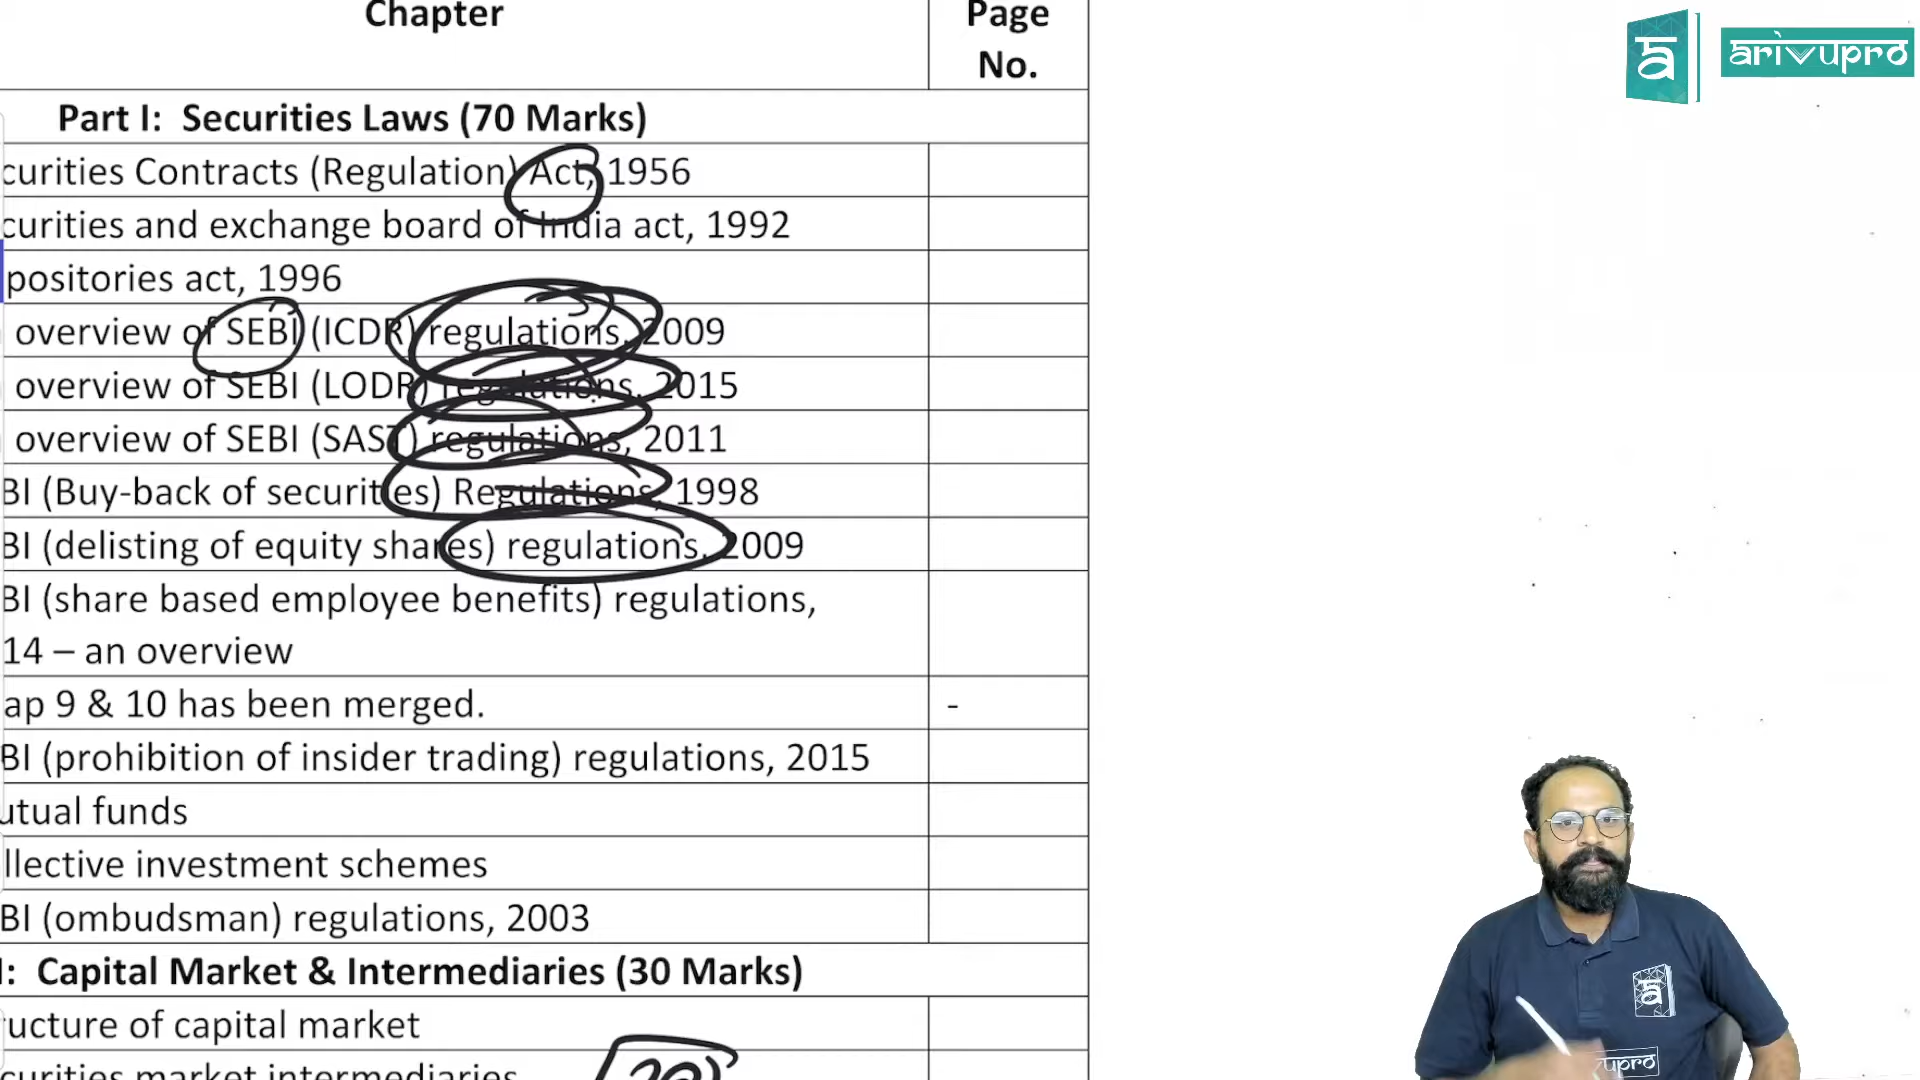 Chapter
Page
No.
ā
arivupro
Part I: Securities Laws (70 Marks)
curities Contracts (Regulation) Act, 1956
curities and exchange board of India act, 1992
positories act, 1996
overview of SEBI (ICDR) regulations, 2009
overview of SEBI (LODR) regulations, 2015
overview of SEBI (SAST) regulations, 2011
BI (Buy-back of securities) Regulations, 1998
BI (delisting of equity shares) regulations, 2009
BI (share based employee benefits) regulations,
14 – an overview
ap 9 & 10 has been merged. -
BI (prohibition of insider trading) regulations, 2015
utual funds
llective investment schemes
BI (ombudsman) regulations, 2003
I: Capital Market & Intermediaries (30 Marks)
ructure of capital market
curities market intermediaries
ā
upro